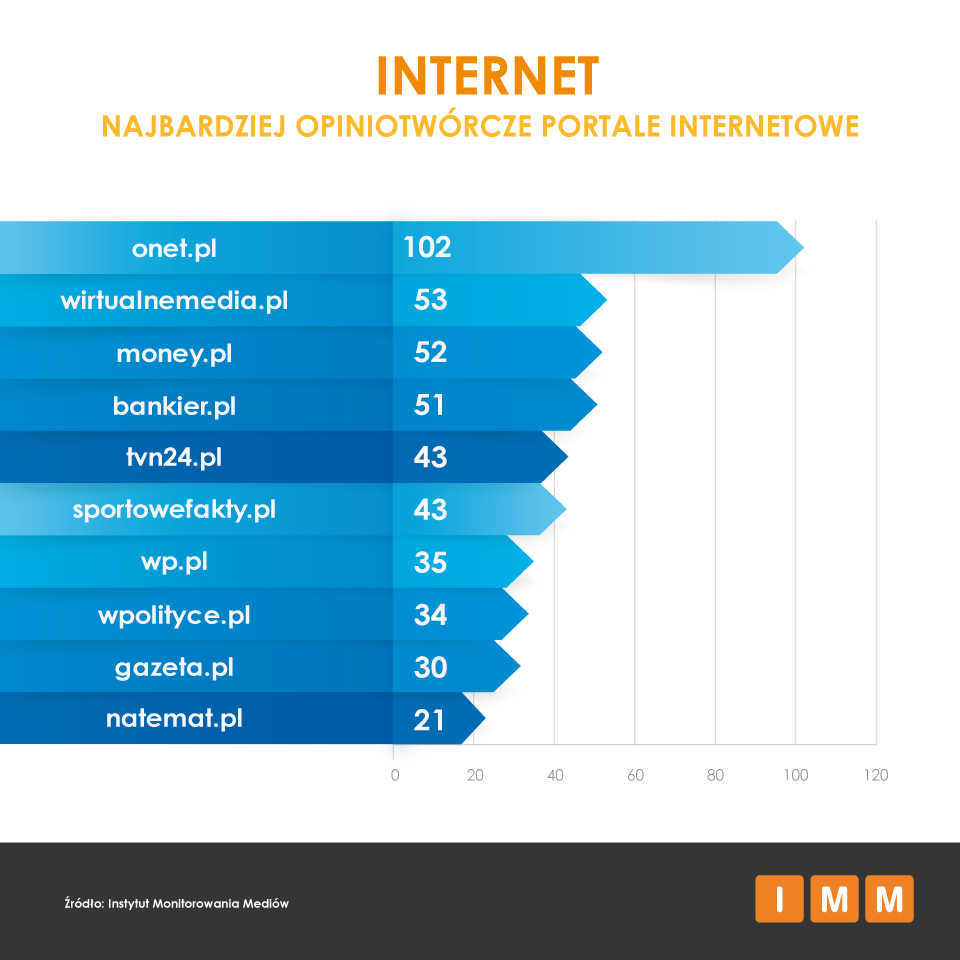 INTERNET
NAJBARDZIEJ OPINIOTWÓRCZE PORTALE INTERNETOWE
onet.pl 102
wirtualnemedia.pl 53
money.pl 52
bankier.pl 51
tvn24.pl 43
sportowefakty.pl 43
wp.pl 35
wpolityce.pl 34
gazeta.pl 30
natemat.pl 21
0 20 40 60 80 100 120
Źródło: Instytut Monitorowania Mediów
IMM